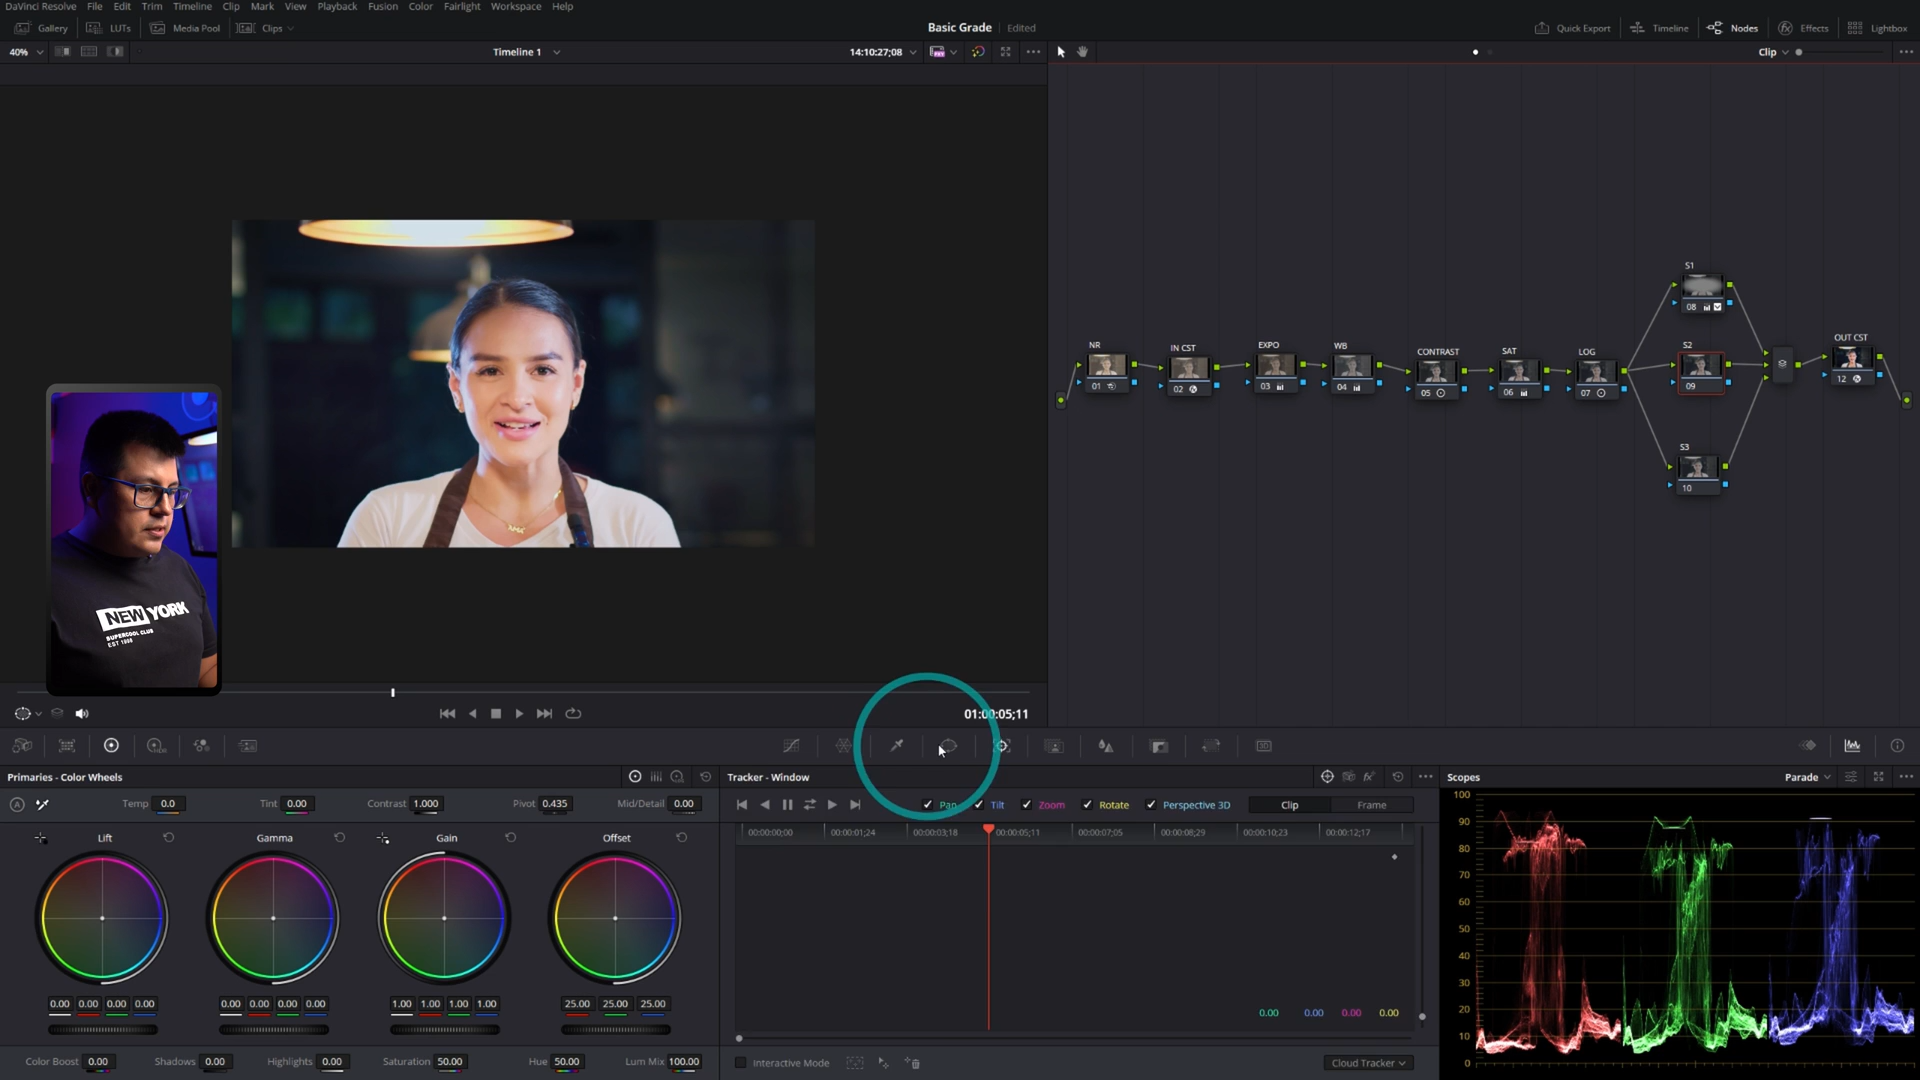 DaVinci Resolve File Edit Trim Timeline Clip Mark View Playback Fusion Color Fairlight Workspace Help
Gallery LUTs Media Pool Clips Basic Grade Edited Quick Export Timeline Nodes Effects Lightbox
40% Timeline 1 14:10:27;08 Clip
S1
08
NR IN CST EXPO WB CONTRAST SAT LOG S2 OUT CST
01 02 03 04 05 06 07 09 12
S3
10
NEW YORK
SUPERCOOL CLUB
EST 1998
01:00:05;11
3D
Primaries - Color Wheels Tracker - Window fx Scopes Parade
A Temp 0.0 Tint 0.00 Contrast 1.000 Pivot 0.435 Mid/Detail 0.00 Pan Tilt Zoom Rotate Perspective 3D Clip Frame
Lift Gamma Gain Offset
00:00:00;00 00:00:01;24 00:00:03;18 00:00:05;11 00:00:07;05 00:00:08;29 00:00:10;23 00:00:12;17
100
90
80
70
60
50
40
30
20
10
0
0.00 0.00 0.00 0.00 0.00 0.00 0.00 0.00 1.00 1.00 1.00 1.00 25.00 25.00 25.00
0.00 0.00 0.00 0.00
Color Boost 0.00 Shadows 0.00 Highlights 0.00 Saturation 50.00 Hue 50.00 Lum Mix 100.00
Interactive Mode Cloud Tracker